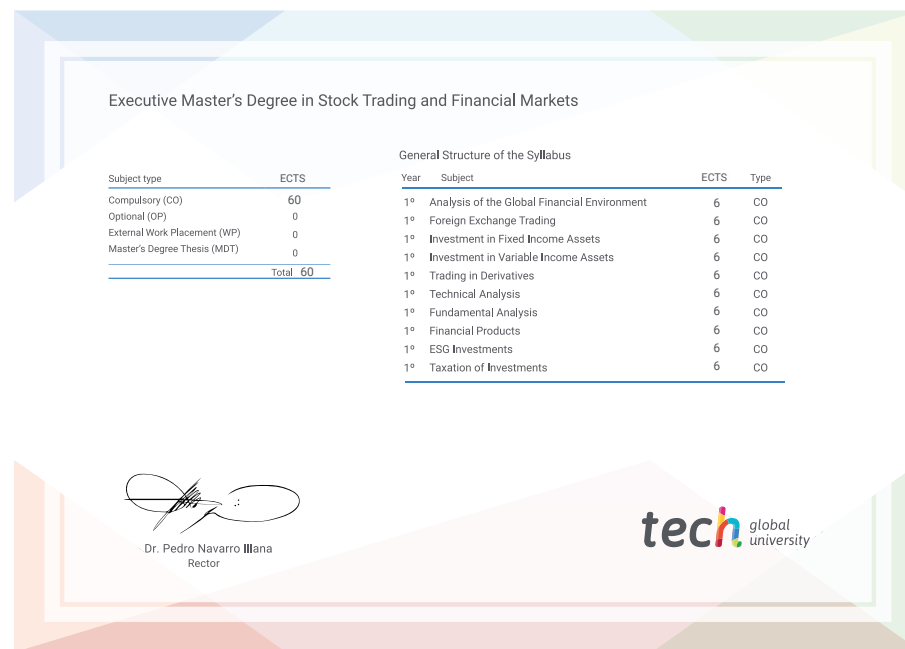 Executive Master's Degree in Stock Trading and Financial Markets
General Structure of the Syllabus
Subject type ECTS
Compulsory (CO) 60
Optional (OP) 0
External Work Placement (WP) 0
Master's Degree Thesis (MDT) 0
Total 60
Year Subject ECTS Type
1º Analysis of the Global Financial Environment 6 CO
1º Foreign Exchange Trading 6 CO
1º Investment in Fixed Income Assets 6 CO
1º Investment in Variable Income Assets 6 CO
1º Trading in Derivatives 6 CO
1º Technical Analysis 6 CO
1º Fundamental Analysis 6 CO
1º Financial Products 6 CO
1º ESG Investments 6 CO
1º Taxation of Investments 6 CO
Dr. Pedro Navarro Illana
Rector
tech global
university